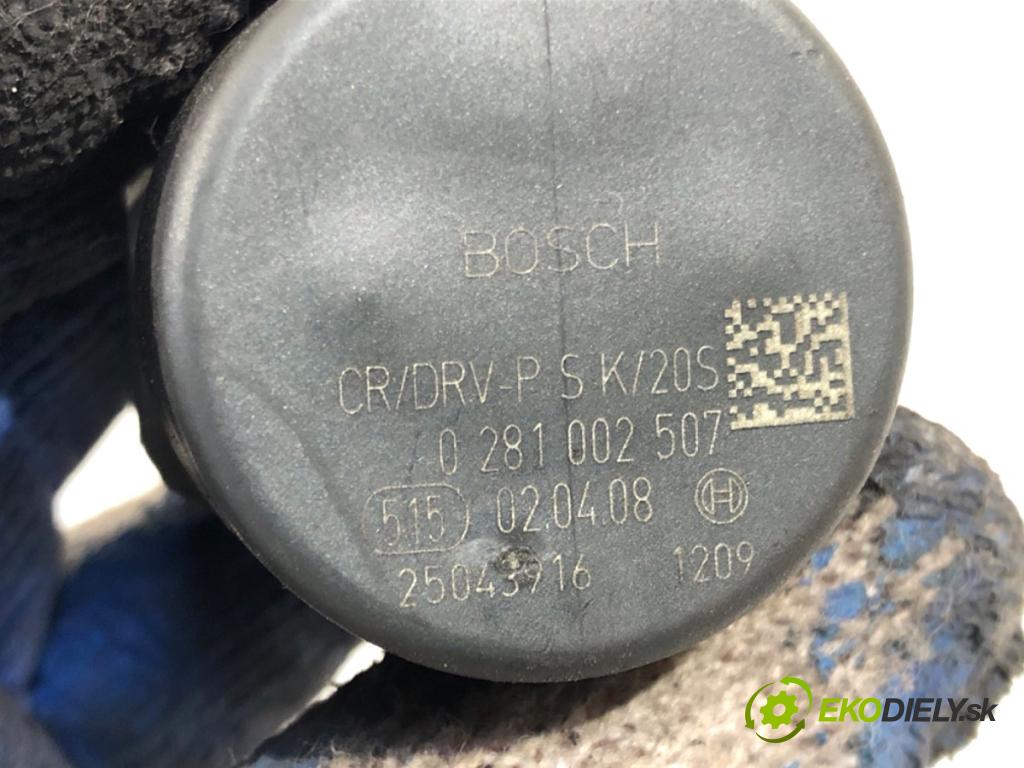 BOSCH
CR/DRV-P S K/20S
0 281 002 507
515 02.04.08 H
25043916 1209
EKODIELY.sk